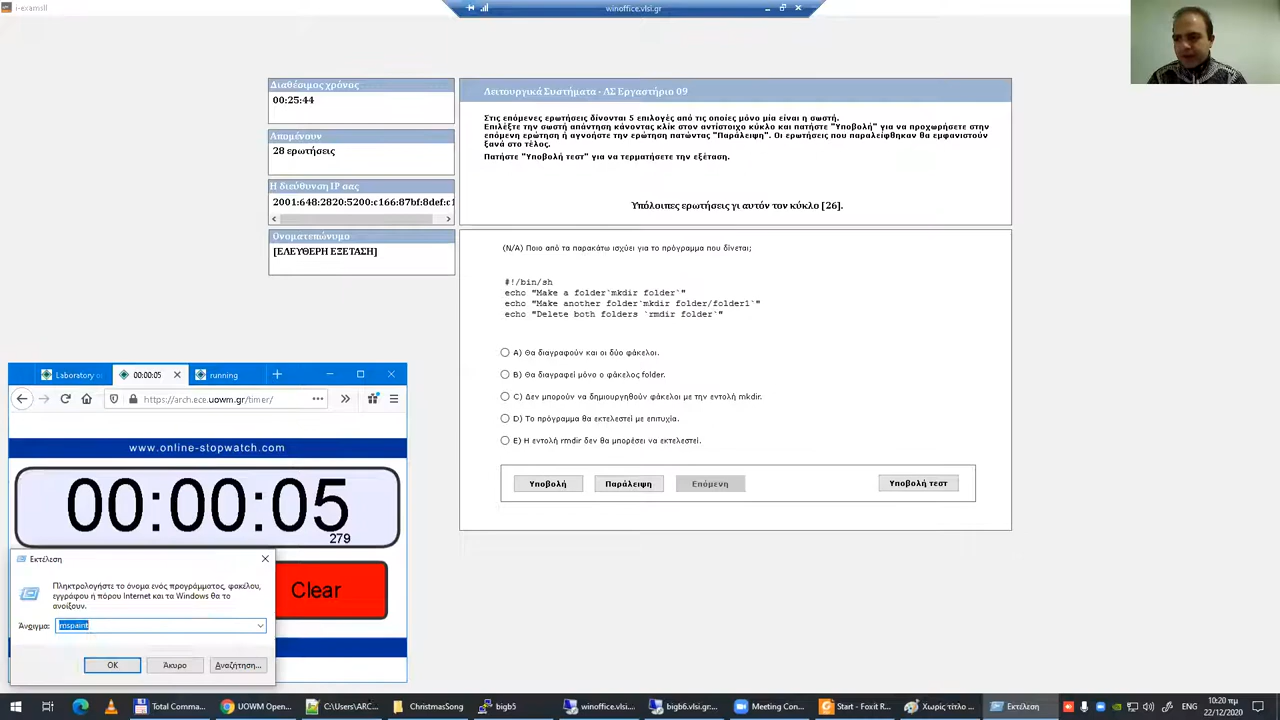 i-examsII
winoffice.vlsi.gr
Διαθέσιμος χρόνος
00:25:44
Απομένουν
28 ερωτήσεις
Η διεύθυνση IP σας
2001:648:2820:5200:c166:87bf:8def:c1
Ονοματεπώνυμο
[ΕΛΕΥΘΕΡΗ ΕΞΕΤΑΣΗ]
Λειτουργικά Συστήματα - ΛΣ Εργαστήριο 09
Στις επόμενες ερωτήσεις δίνονται 5 επιλογές από τις οποίες μόνο μία είναι η σωστή.
Επιλέξτε την σωστή απάντηση κάνοντας κλίκ στον αντίστοιχο κύκλο και πατήστε "Υποβολή" για να προχωρήσετε στην
επόμενη ερώτηση ή αγνοήστε την ερώτηση πατώντας "Παράλειψη". Οι ερωτήσεις που παραλείφθηκαν θα εμφανιστούν
ξανά στο τέλος.
Πατήστε "Υποβολή τεστ" για να τερματήσετε την εξέταση.
Υπόλοιπες ερωτήσεις γι αυτόν τον κύκλο [26].
(N/A) Ποιο από τα παρακάτω ισχύει για το πρόγραμμα που δίνεται;
#!/bin/sh
echo "Make a folder`mkdir folder`"
echo "Make another folder`mkdir folder/folder1`"
echo "Delete both folders `rmdir folder`"
A) Θα διαγραφούν και οι δύο φάκελοι.
B) Θα διαγραφεί μόνο ο φάκελος folder.
C) Δεν μπορούν να δημιουργηθούν φάκελοι με την εντολή mkdir.
D) Το πρόγραμμα θα εκτελεστεί με επιτυχία.
E) Η εντολή rmdir δεν θα μπορέσει να εκτελεστεί.
Υποβολή
Παράλειψη
Επόμενη
Υποβολή τεστ
Laboratory o
00:00:05
running
https://arch.ece.uowm.gr/timer/
www.online-stopwatch.com
00:00:05
279
Clear
Εκτέλεση
Πληκτρολογήστε το όνομα ενός προγράμματος, φακέλου,
εγγράφου ή πόρου Internet και τα Windows θα το
ανοίξουν.
Άνοιγμα:
mspaint
OK
Άκυρο
Αναζήτηση...
Total Comma...
UOWM Open...
C:\Users\ARC...
ChristmasSong
bigb5
winoffice.vlsi....
bigb6.vlsi.gr:...
Meeting Con...
Start - Foxit R...
Χωρίς τίτλο ...
Εκτέλεση
10:20 πμ
22/12/2020